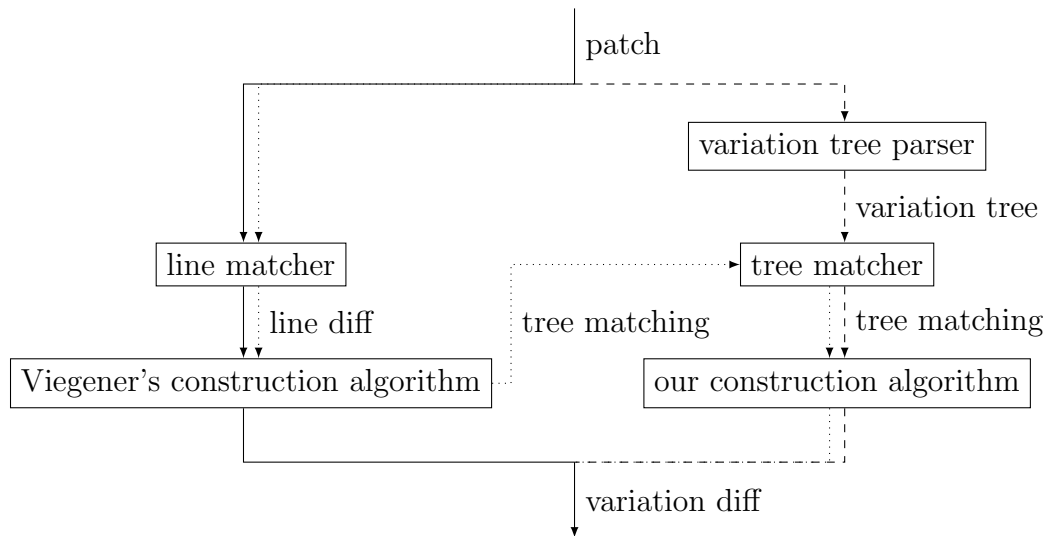 patch
variation tree parser
variation tree
line matcher
tree matcher
line diff
tree matching
tree matching
Viegener's construction algorithm
our construction algorithm
variation diff